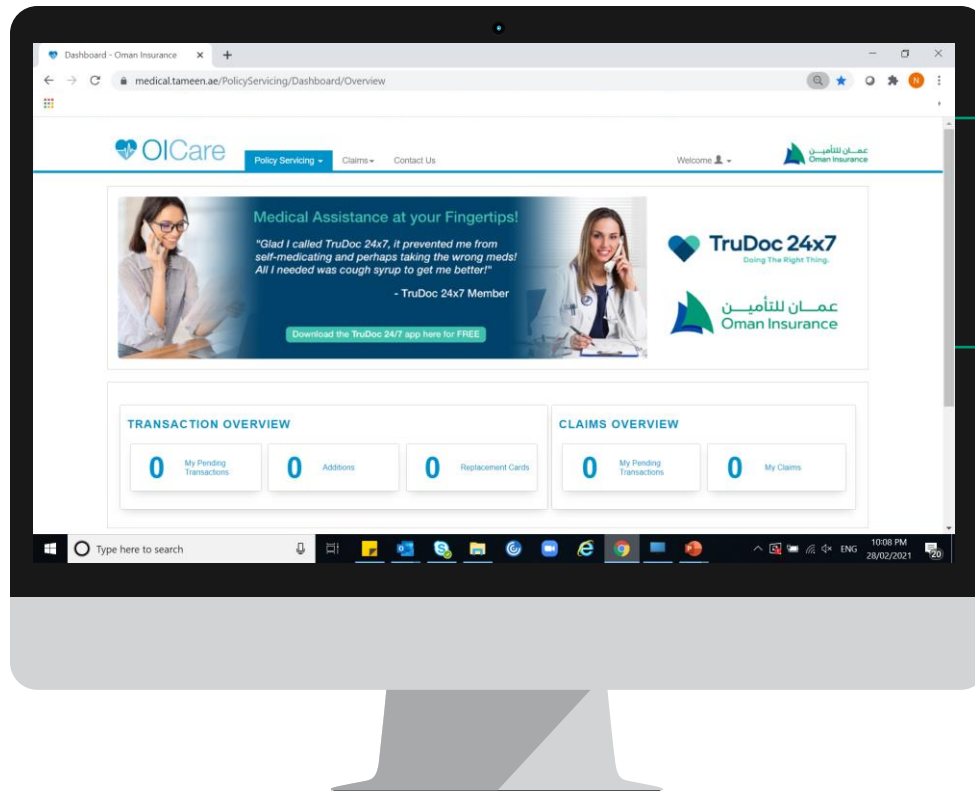 Dashboard - Oman Insurance
medical.tameen.ae/PolicyServicing/Dashboard/Overview
N
OICare
Policy Servicing
Claims
Contact Us
Welcome
عمـــان للتأميـــن
Oman Insurance
Medical Assistance at your Fingertips!
"Glad I called TruDoc 24x7, it prevented me from
self-medicating and perhaps taking the wrong meds!
All I needed was cough syrup to get me better!"
- TruDoc 24x7 Member
Download the TruDoc 24/7 app here for FREE
TruDoc 24x7
Doing The Right Thing.
عمـــان للتأميـــن
Oman Insurance
TRANSACTION OVERVIEW
0 My Pending
Transactions
0 Additions
0 Replacement Cards
CLAIMS OVERVIEW
0 My Pending
Transactions
0 My Claims
Type here to search
ENG
10:08 PM
28/02/2021
20